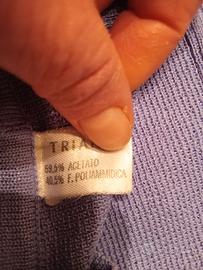 TRIA
59,5% ACETATO
40,5% F. POLIAMMIDICA